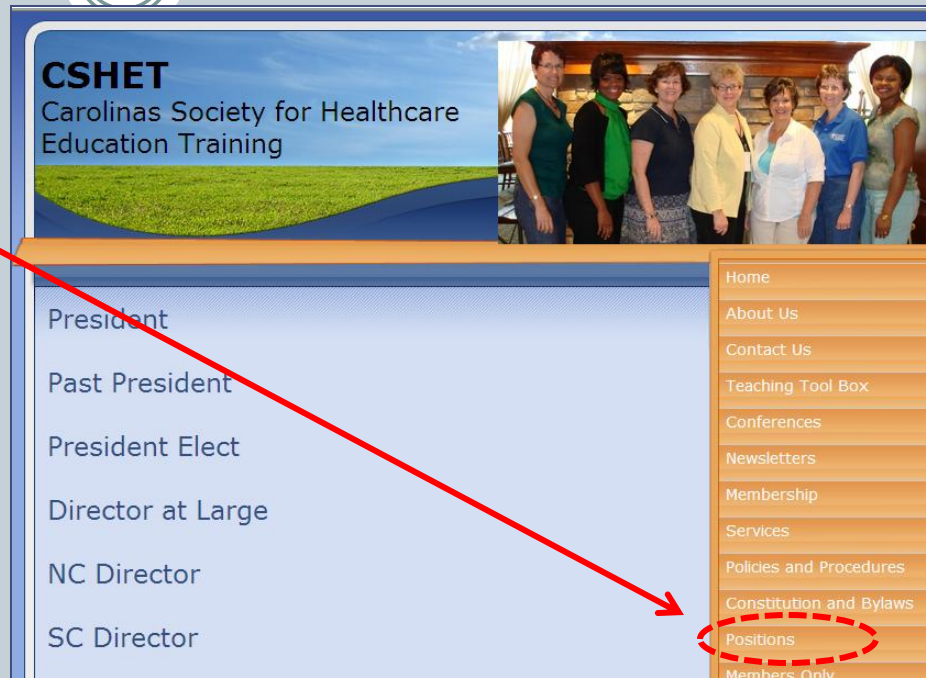 CSHET
Carolinas Society for Healthcare
Education Training
President
Past President
President Elect
Director at Large
NC Director
SC Director
Home
About Us
Contact Us
Teaching Tool Box
Conferences
Newsletters
Membership
Services
Policies and Procedures
Constitution and Bylaws
Positions
Members Only